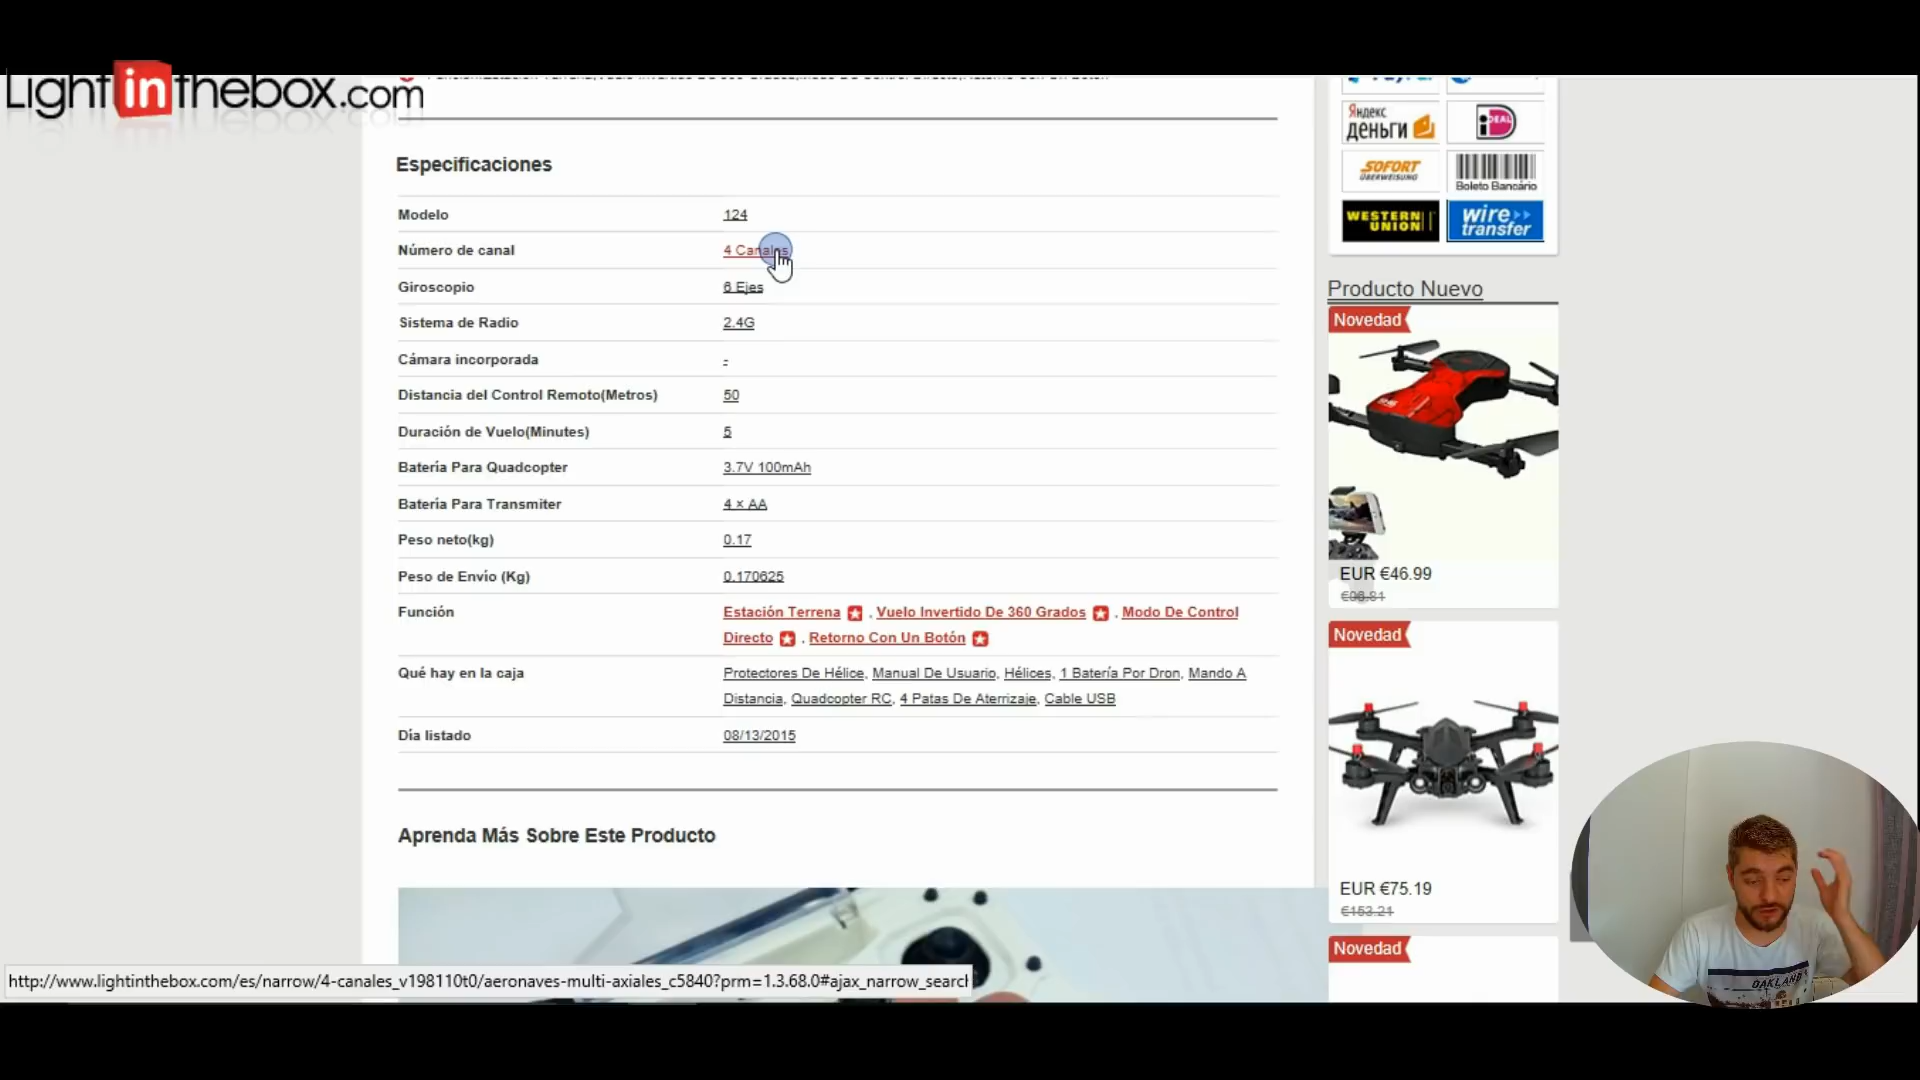 Lightinthebox.com
Especificaciones
Modelo 124
Número de canal 4 Canales
Giroscopio 6 Ejes
Sistema de Radio 2.4G
Cámara incorporada -
Distancia del Control Remoto(Metros) 50
Duración de Vuelo(Minutes) 5
Batería Para Quadcopter 3.7V 100mAh
Batería Para Transmiter 4 × AA
Peso neto(kg) 0.17
Peso de Envío (Kg) 0.170625
Función Estación Terrena , Vuelo Invertido De 360 Grados , Modo De Control
Directo , Retorno Con Un Botón
Qué hay en la caja Protectores De Hélice, Manual De Usuario, Hélices, 1 Batería Por Dron, Mando A
Distancia, Quadcopter RC, 4 Patas De Aterrizaje, Cable USB
Día listado 08/13/2015
Aprenda Más Sobre Este Producto
http://www.lightinthebox.com/es/narrow/4-canales_v198110t0/aeronaves-multi-axiales_c5840?prm=1.3.68.0#ajax_narrow_search
Яндекс
деньги
iDEAL
SOFORT
ÜBERWEISUNG
Boleto Bancário
WESTERN
UNION
wire
transfer
Producto Nuevo
Novedad
EUR €46.99
Novedad
EUR €75.19
€153.21
Novedad
OAKLAND